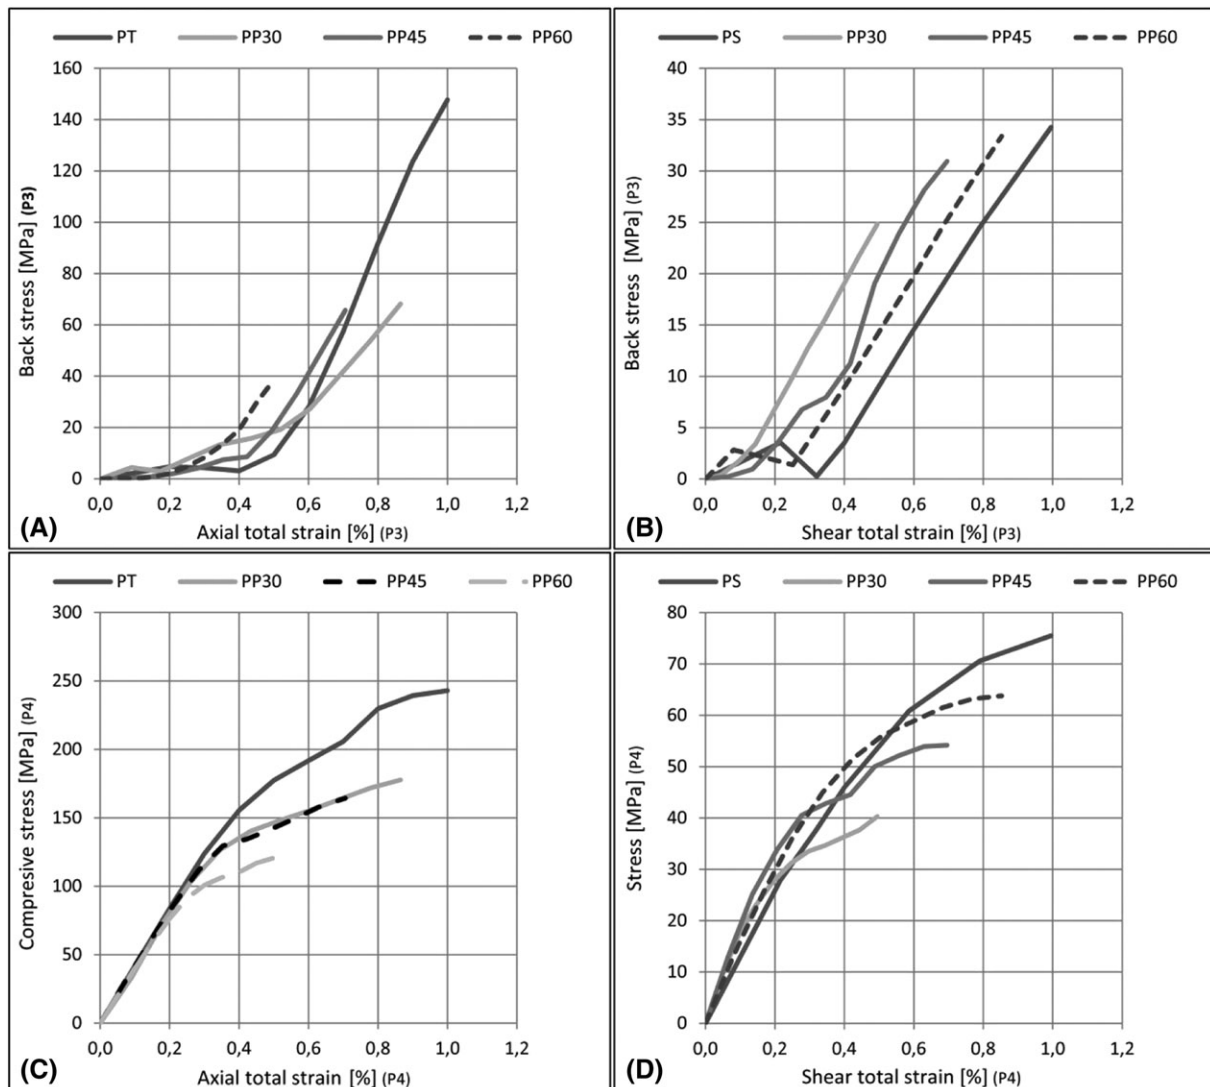 PT PP30 PP45 PP60
160
140
120
100
80
60
40
20
0
0,0 0,2 0,4 0,6 0,8 1,0 1,2
Back stress [MPa] (P3)
Axial total strain [%] (P3)
(A)
PS PP30 PP45 PP60
40
35
30
25
20
15
10
5
0
0,0 0,2 0,4 0,6 0,8 1,0 1,2
Back stress [MPa] (P3)
Shear total strain [%] (P3)
(B)
PT PP30 PP45 PP60
300
250
200
150
100
50
0
0,0 0,2 0,4 0,6 0,8 1,0 1,2
Compresive stress [MPa] (P4)
Axial total strain [%] (P4)
(C)
PS PP30 PP45 PP60
80
70
60
50
40
30
20
10
0
0,0 0,2 0,4 0,6 0,8 1,0 1,2
Stress [MPa] (P4)
Shear total strain [%] (P4)
(D)